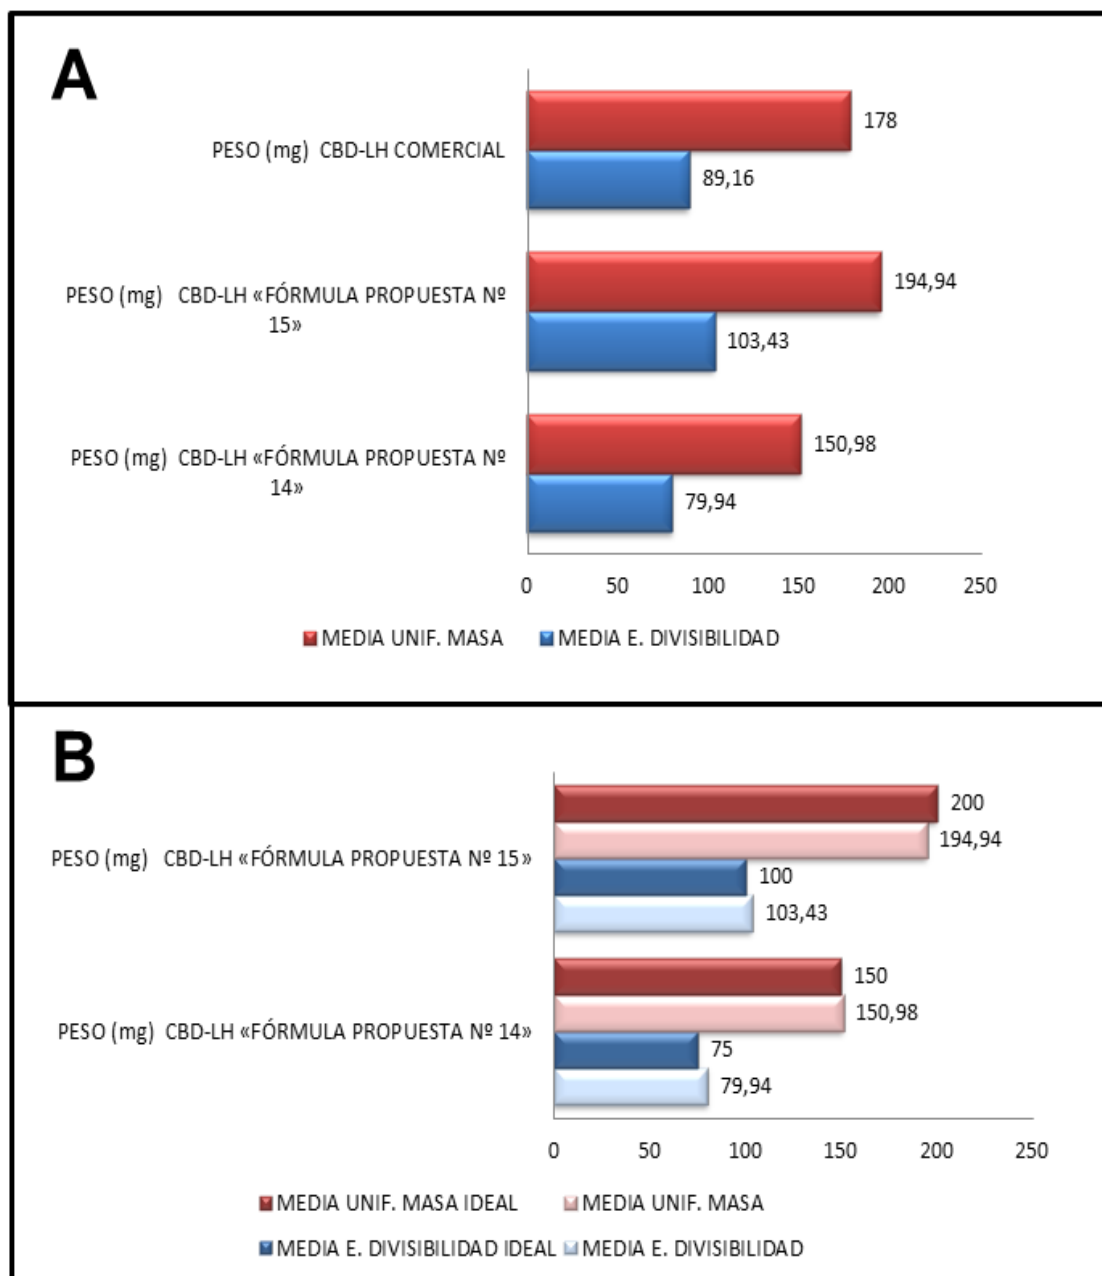 A
PESO (mg) CBD-LH COMERCIAL
178
89,16
PESO (mg) CBD-LH «FÓRMULA PROPUESTA Nº
15»
194,94
103,43
PESO (mg) CBD-LH «FÓRMULA PROPUESTA Nº
14»
150,98
79,94
0 50 100 150 200 250
MEDIA UNIF. MASA MEDIA E. DIVISIBILIDAD
B
PESO (mg) CBD-LH «FÓRMULA PROPUESTA Nº 15»
200
194,94
100
103,43
PESO (mg) CBD-LH «FÓRMULA PROPUESTA Nº 14»
150
150,98
75
79,94
0 50 100 150 200 250
MEDIA UNIF. MASA IDEAL MEDIA UNIF. MASA
MEDIA E. DIVISIBILIDAD IDEAL MEDIA E. DIVISIBILIDAD